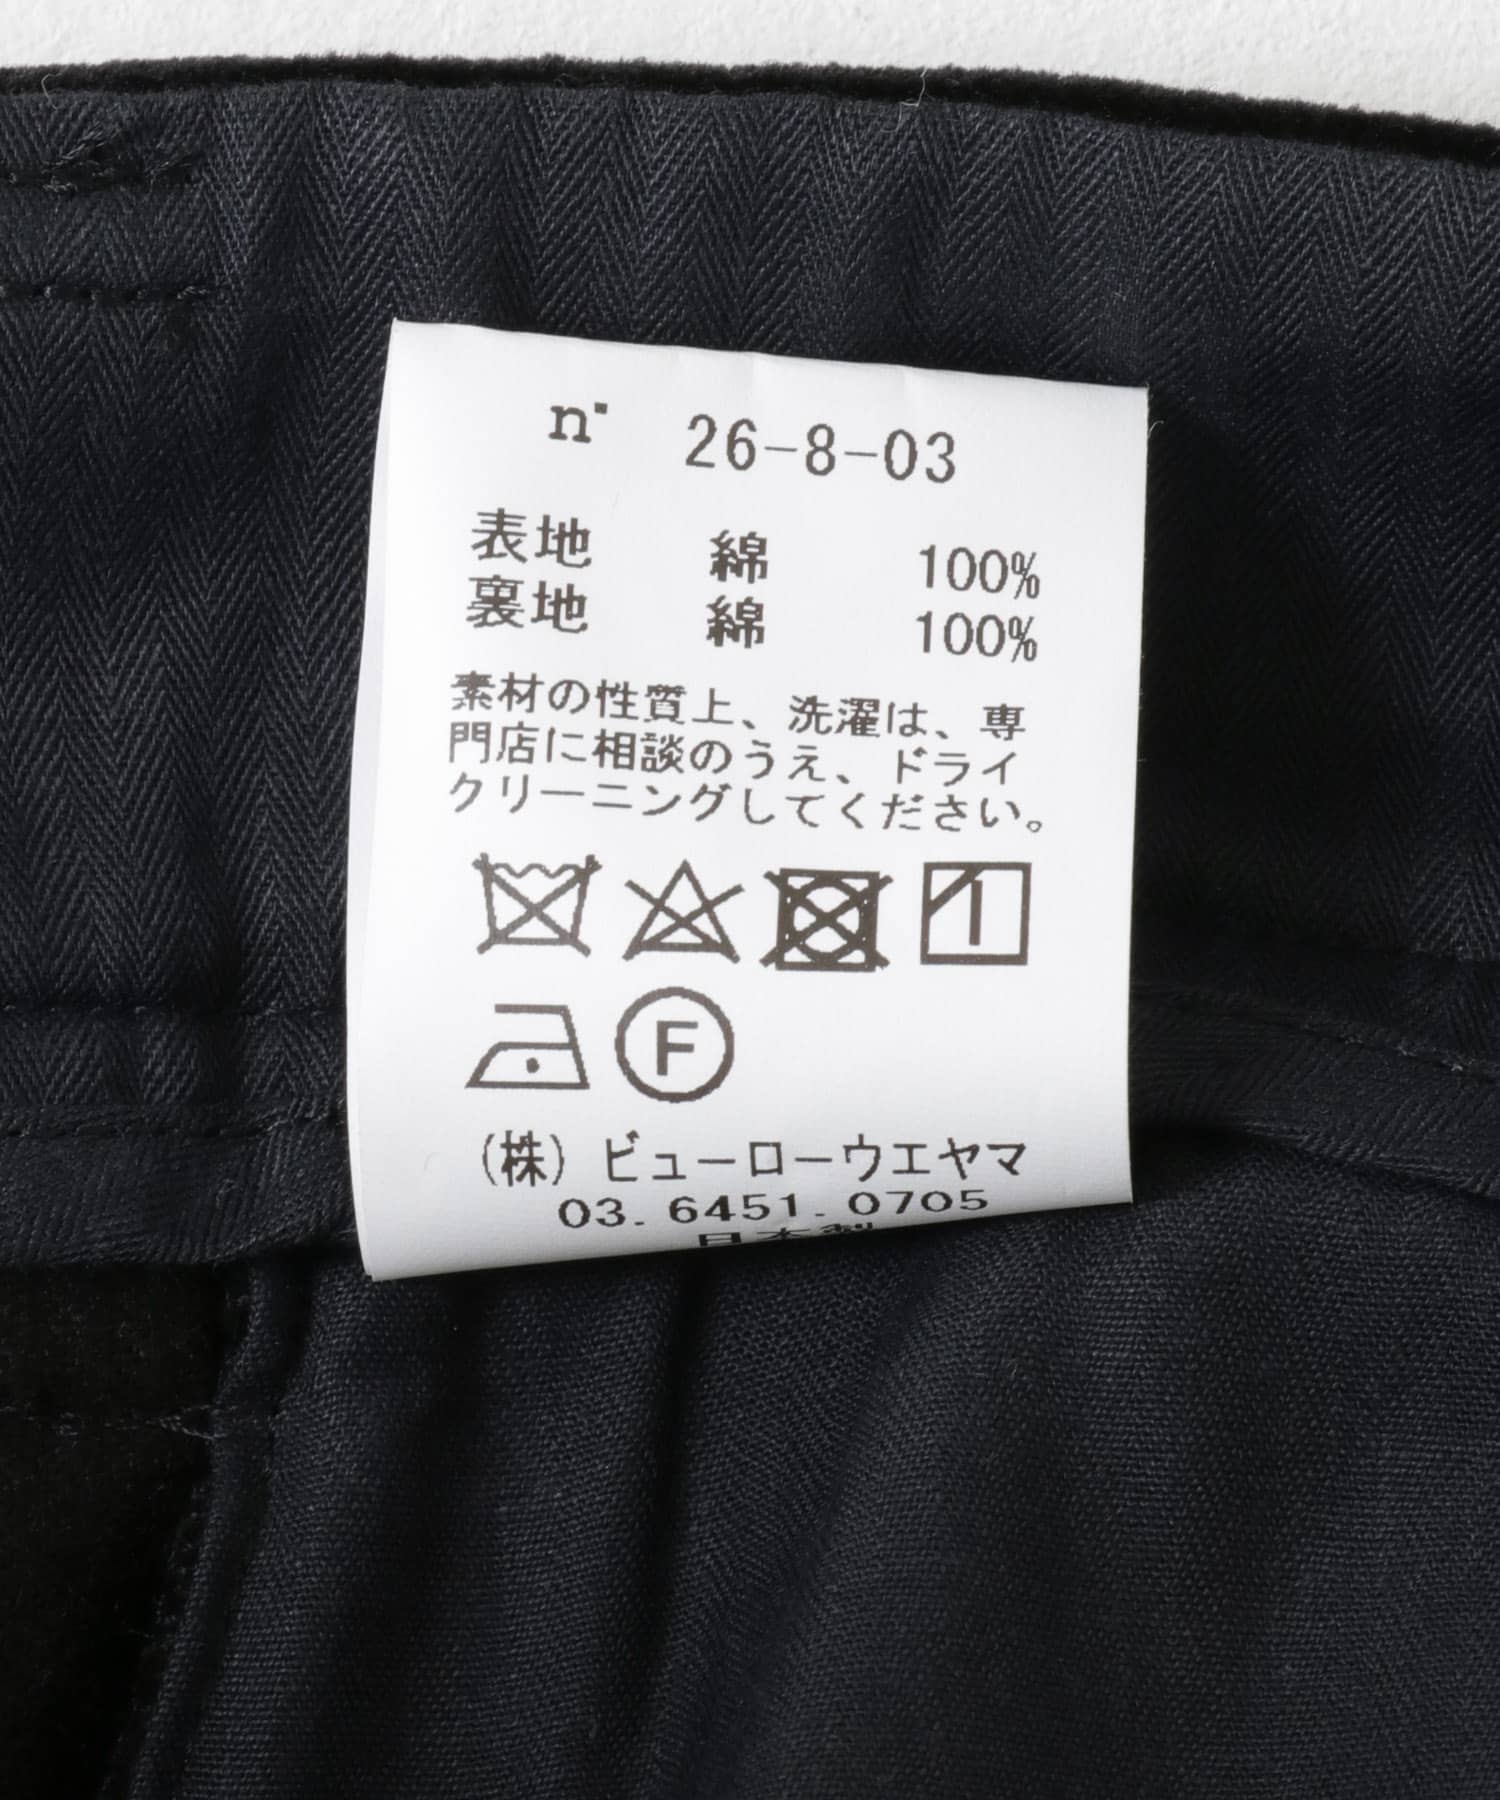 n° 26-8-03
表地 綿 100%
裏地 綿 100%
素材の性質上、洗濯は、専
門店に相談のうえ、ドライ
クリーニングしてください。
F
(株) ビューローウエヤマ
03. 6451. 0705
日本製